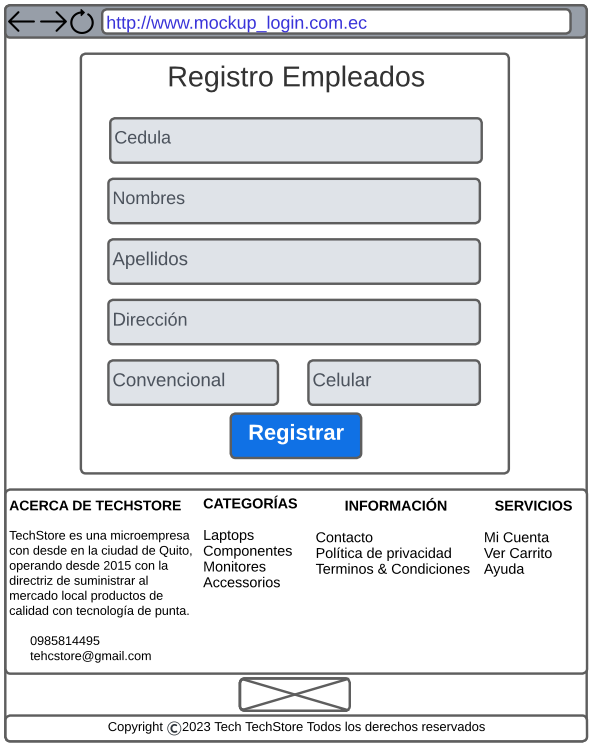 http://www.mockup_login.com.ec
Registro Empleados
Cedula
Nombres
Apellidos
Dirección
Convencional
Celular
Registrar
ACERCA DE TECHSTORE
TechStore es una microempresa
con desde en la ciudad de Quito,
operando desde 2015 con la
directriz de suministrar al
mercado local productos de
calidad con tecnología de punta.
0985814495
tehcstore@gmail.com
CATEGORÍAS
Laptops
Componentes
Monitores
Accessorios
INFORMACIÓN
Contacto
Política de privacidad
Terminos & Condiciones
SERVICIOS
Mi Cuenta
Ver Carrito
Ayuda
Copyright ©2023 Tech TechStore Todos los derechos reservados